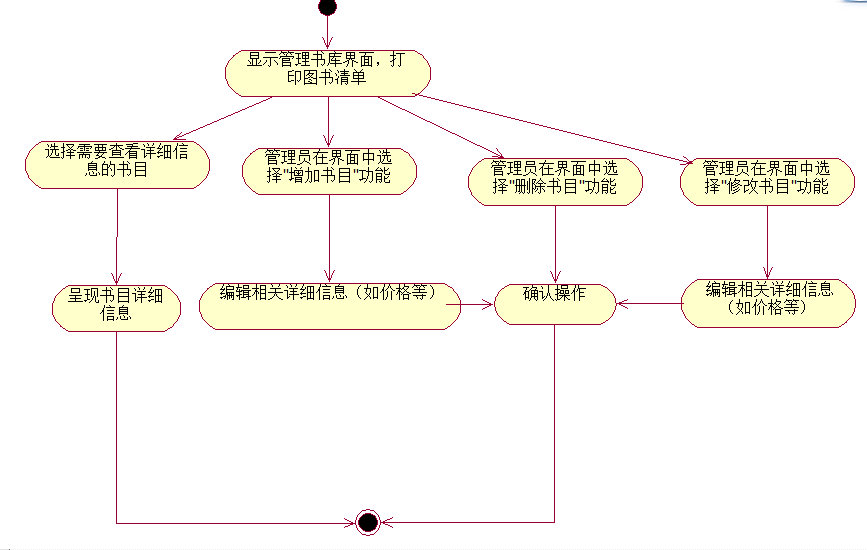 显示管理书库界面，打
印图书清单
选择需要查看详细信
息的书目
管理员在界面中选
择"增加书目"功能
管理员在界面中选
择"删除书目"功能
管理员在界面中选
择"修改书目"功能
呈现书目详细
信息
编辑相关详细信息（如价格等）
确认操作
编辑相关详细信息
（如价格等）